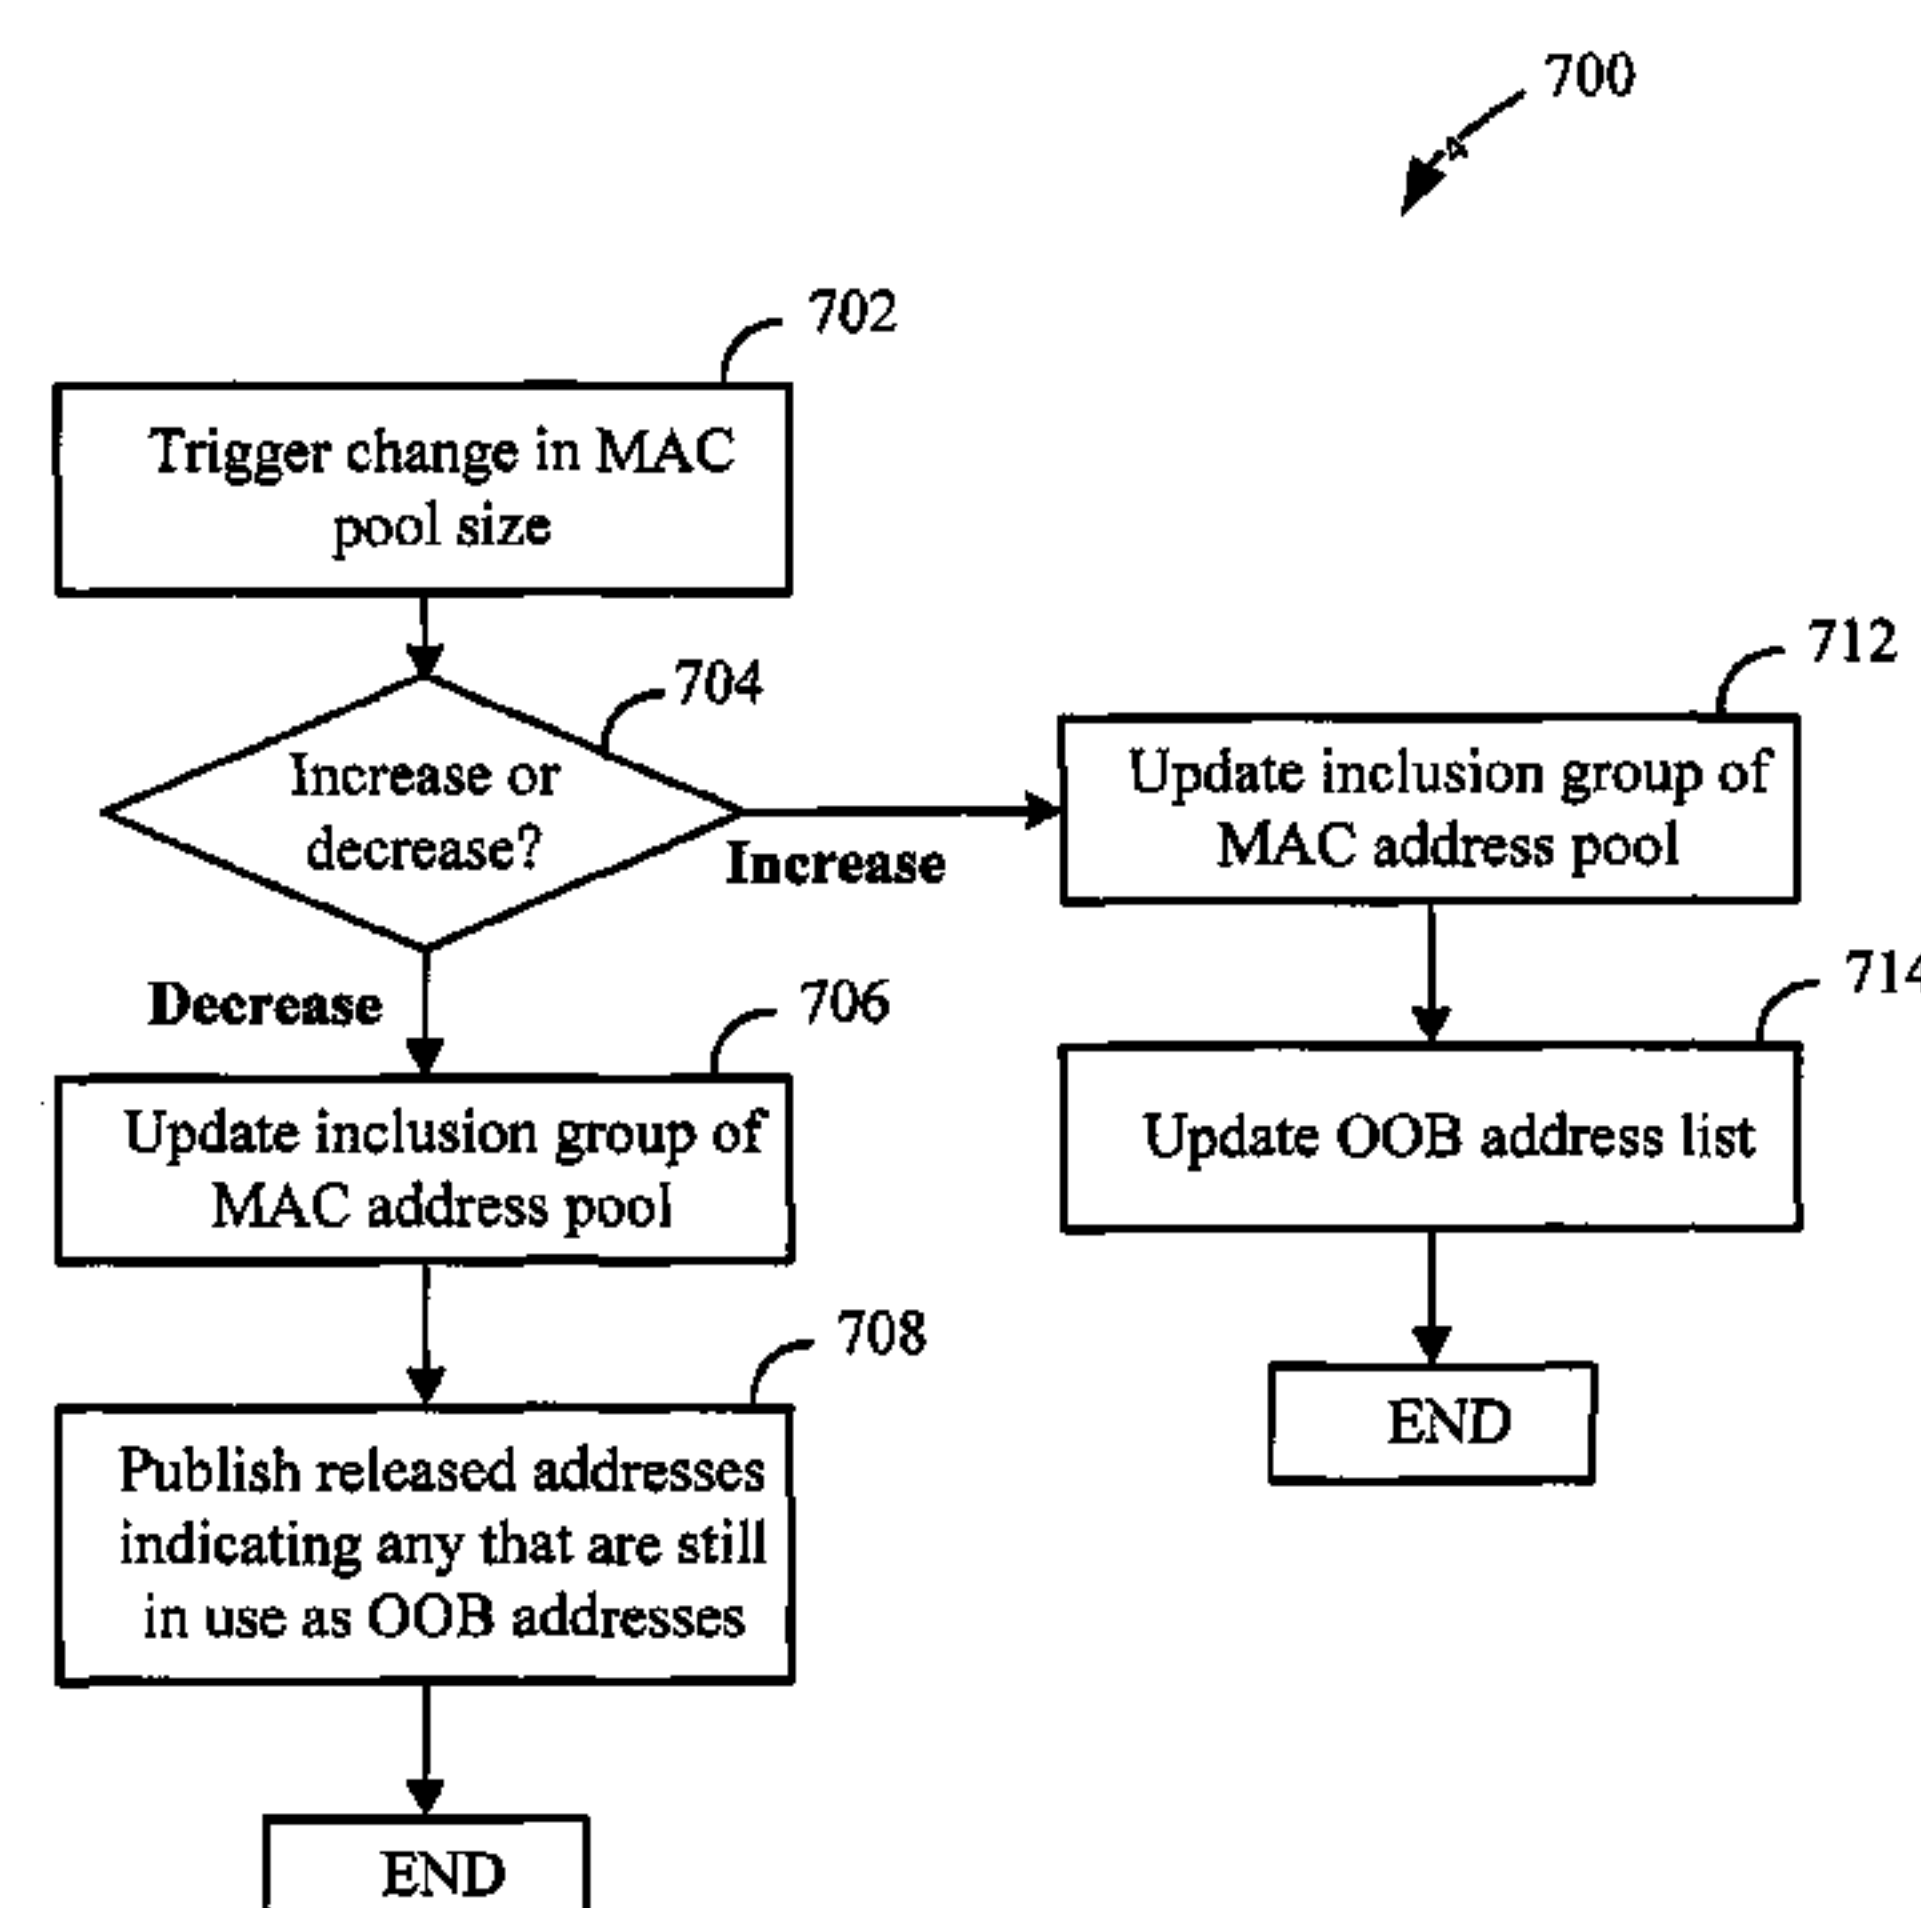 700
702
Trigger change in MAC
pool size
704
Increase or
decrease?
Increase
Decrease
706
Update inclusion group of
MAC address pool
708
Publish released addresses
indicating any that are still
in use as OOB addresses
END
712
Update inclusion group of
MAC address pool
714
Update OOB address list
END